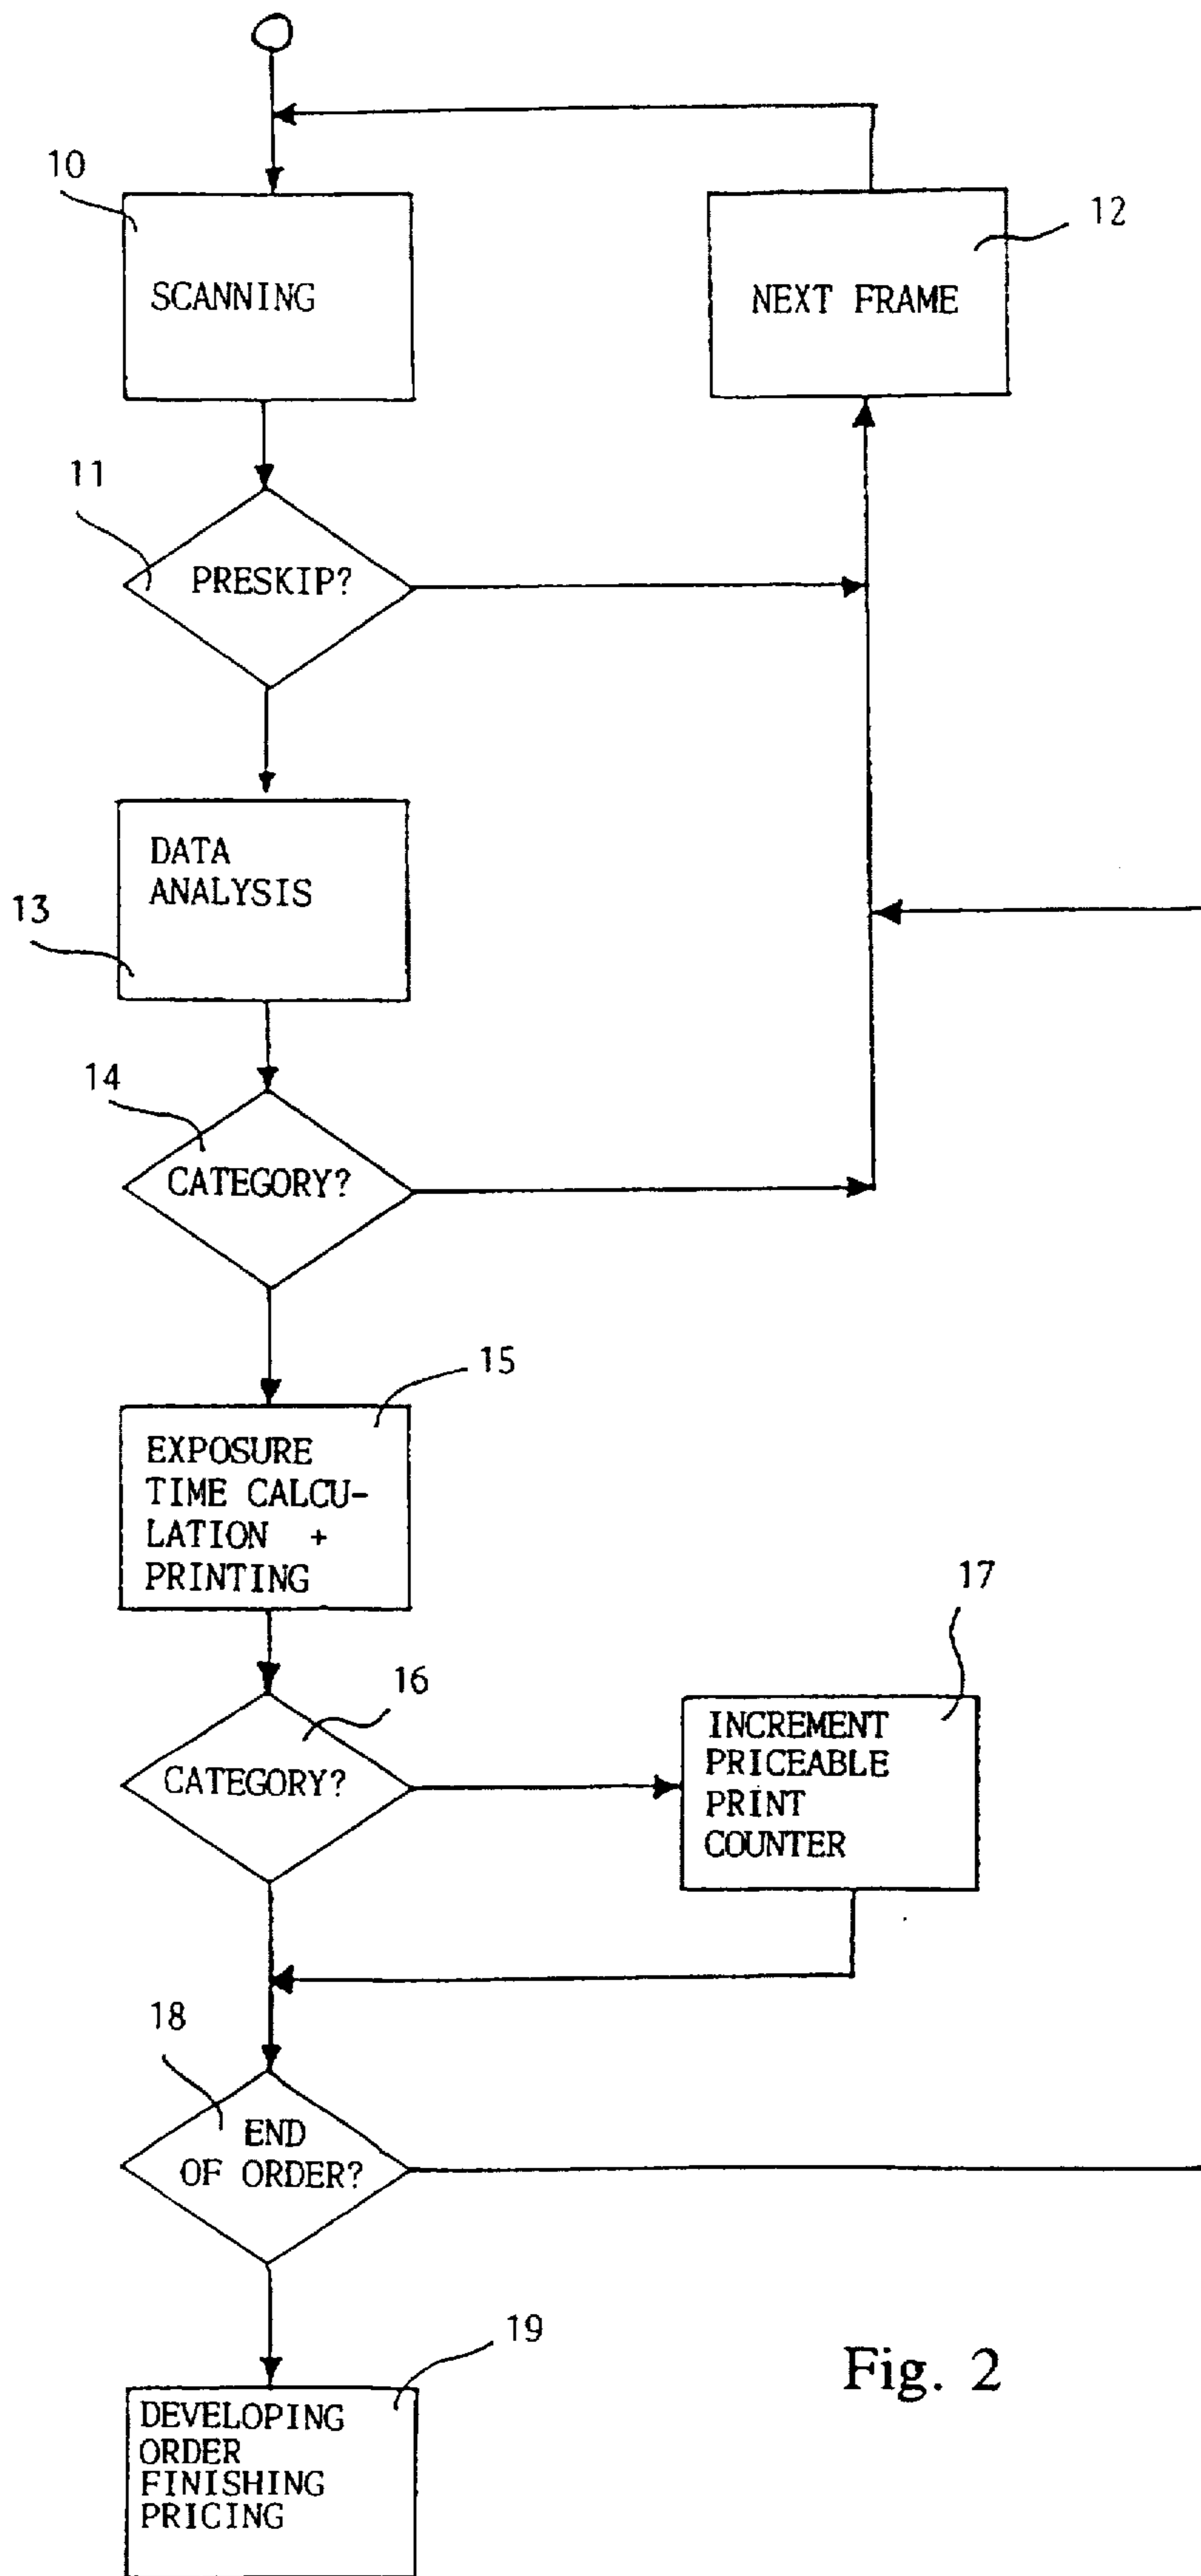 10
SCANNING
12
NEXT FRAME
11
PRESKIP?
DATA
ANALYSIS
13
14
CATEGORY?
15
EXPOSURE
TIME CALCU-
LATION +
PRINTING
16
CATEGORY?
17
INCREMENT
PRICEABLE
PRINT
COUNTER
18
END
OF ORDER?
19
DEVELOPING
ORDER
FINISHING
PRICING
Fig. 2